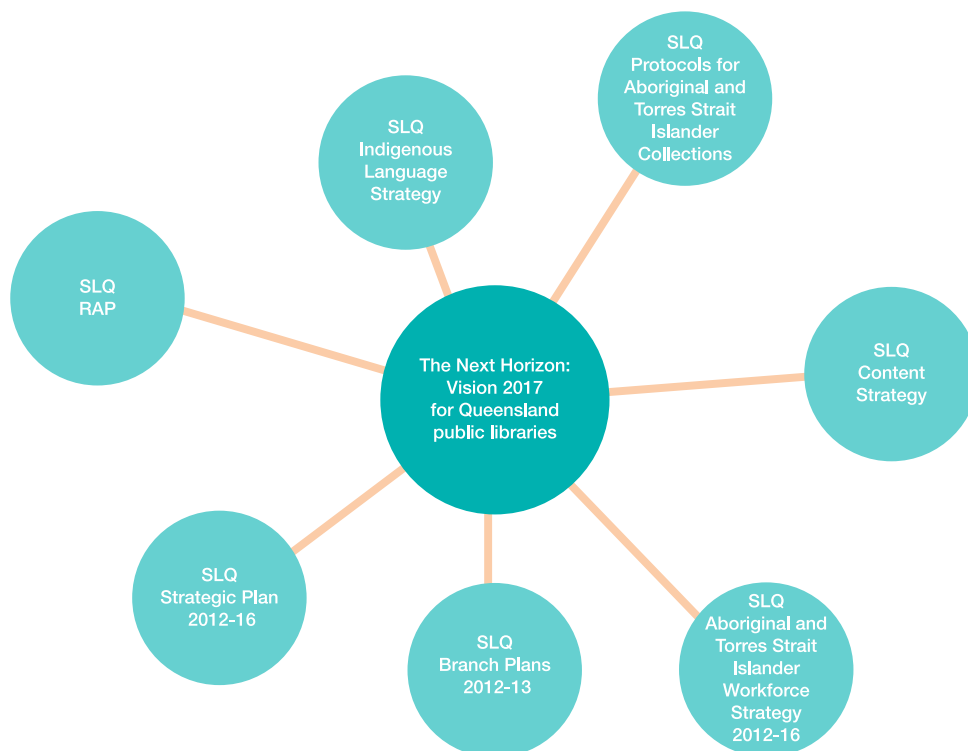 SLQ
Protocols for
Aboriginal and
Torres Strait
Islander
Collections
SLQ
Indigenous
Language
Strategy
SLQ
RAP
The Next Horizon:
Vision 2017
for Queensland
public libraries
SLQ
Content
Strategy
SLQ
Strategic Plan
2012-16
SLQ
Branch Plans
2012-13
SLQ
Aboriginal and
Torres Strait
Islander
Workforce
Strategy
2012-16